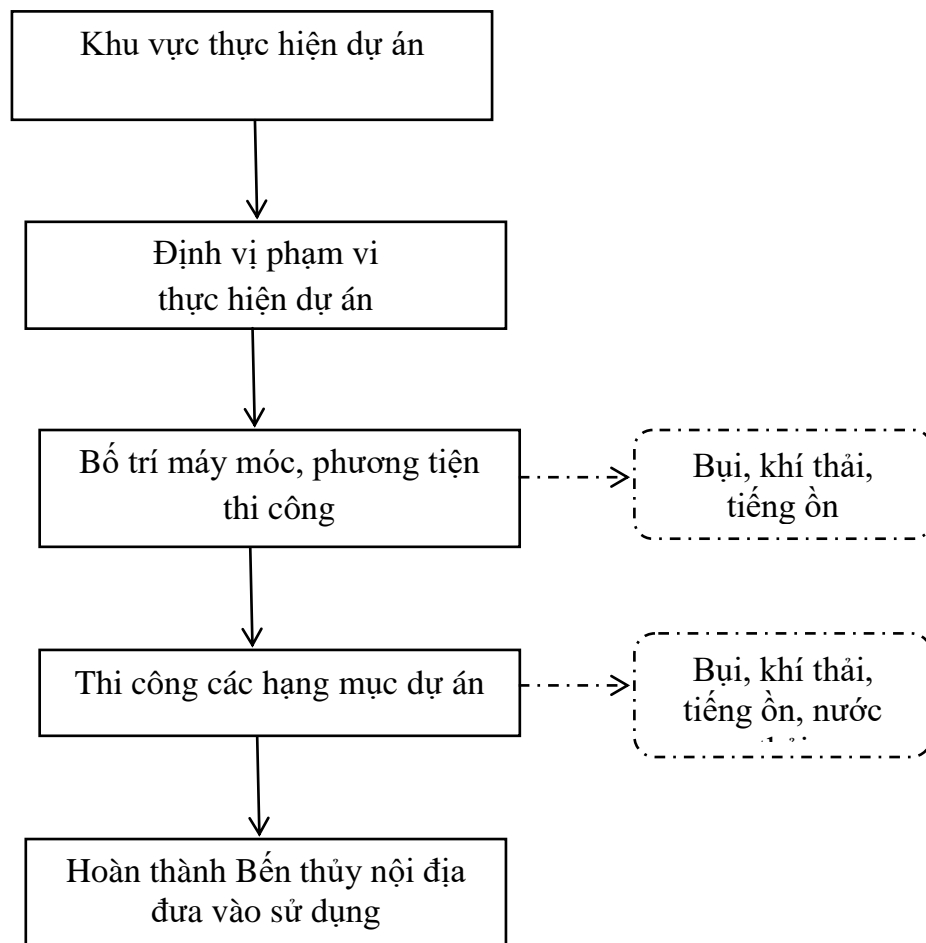 Khu vực thực hiện dự án
Định vị phạm vi
thực hiện dự án
Bố trí máy móc, phương tiện
thi công
Bụi, khí thải,
tiếng ồn
Thi công các hạng mục dự án
Bụi, khí thải,
tiếng ồn, nước
Hoàn thành Bến thủy nội địa
đưa vào sử dụng